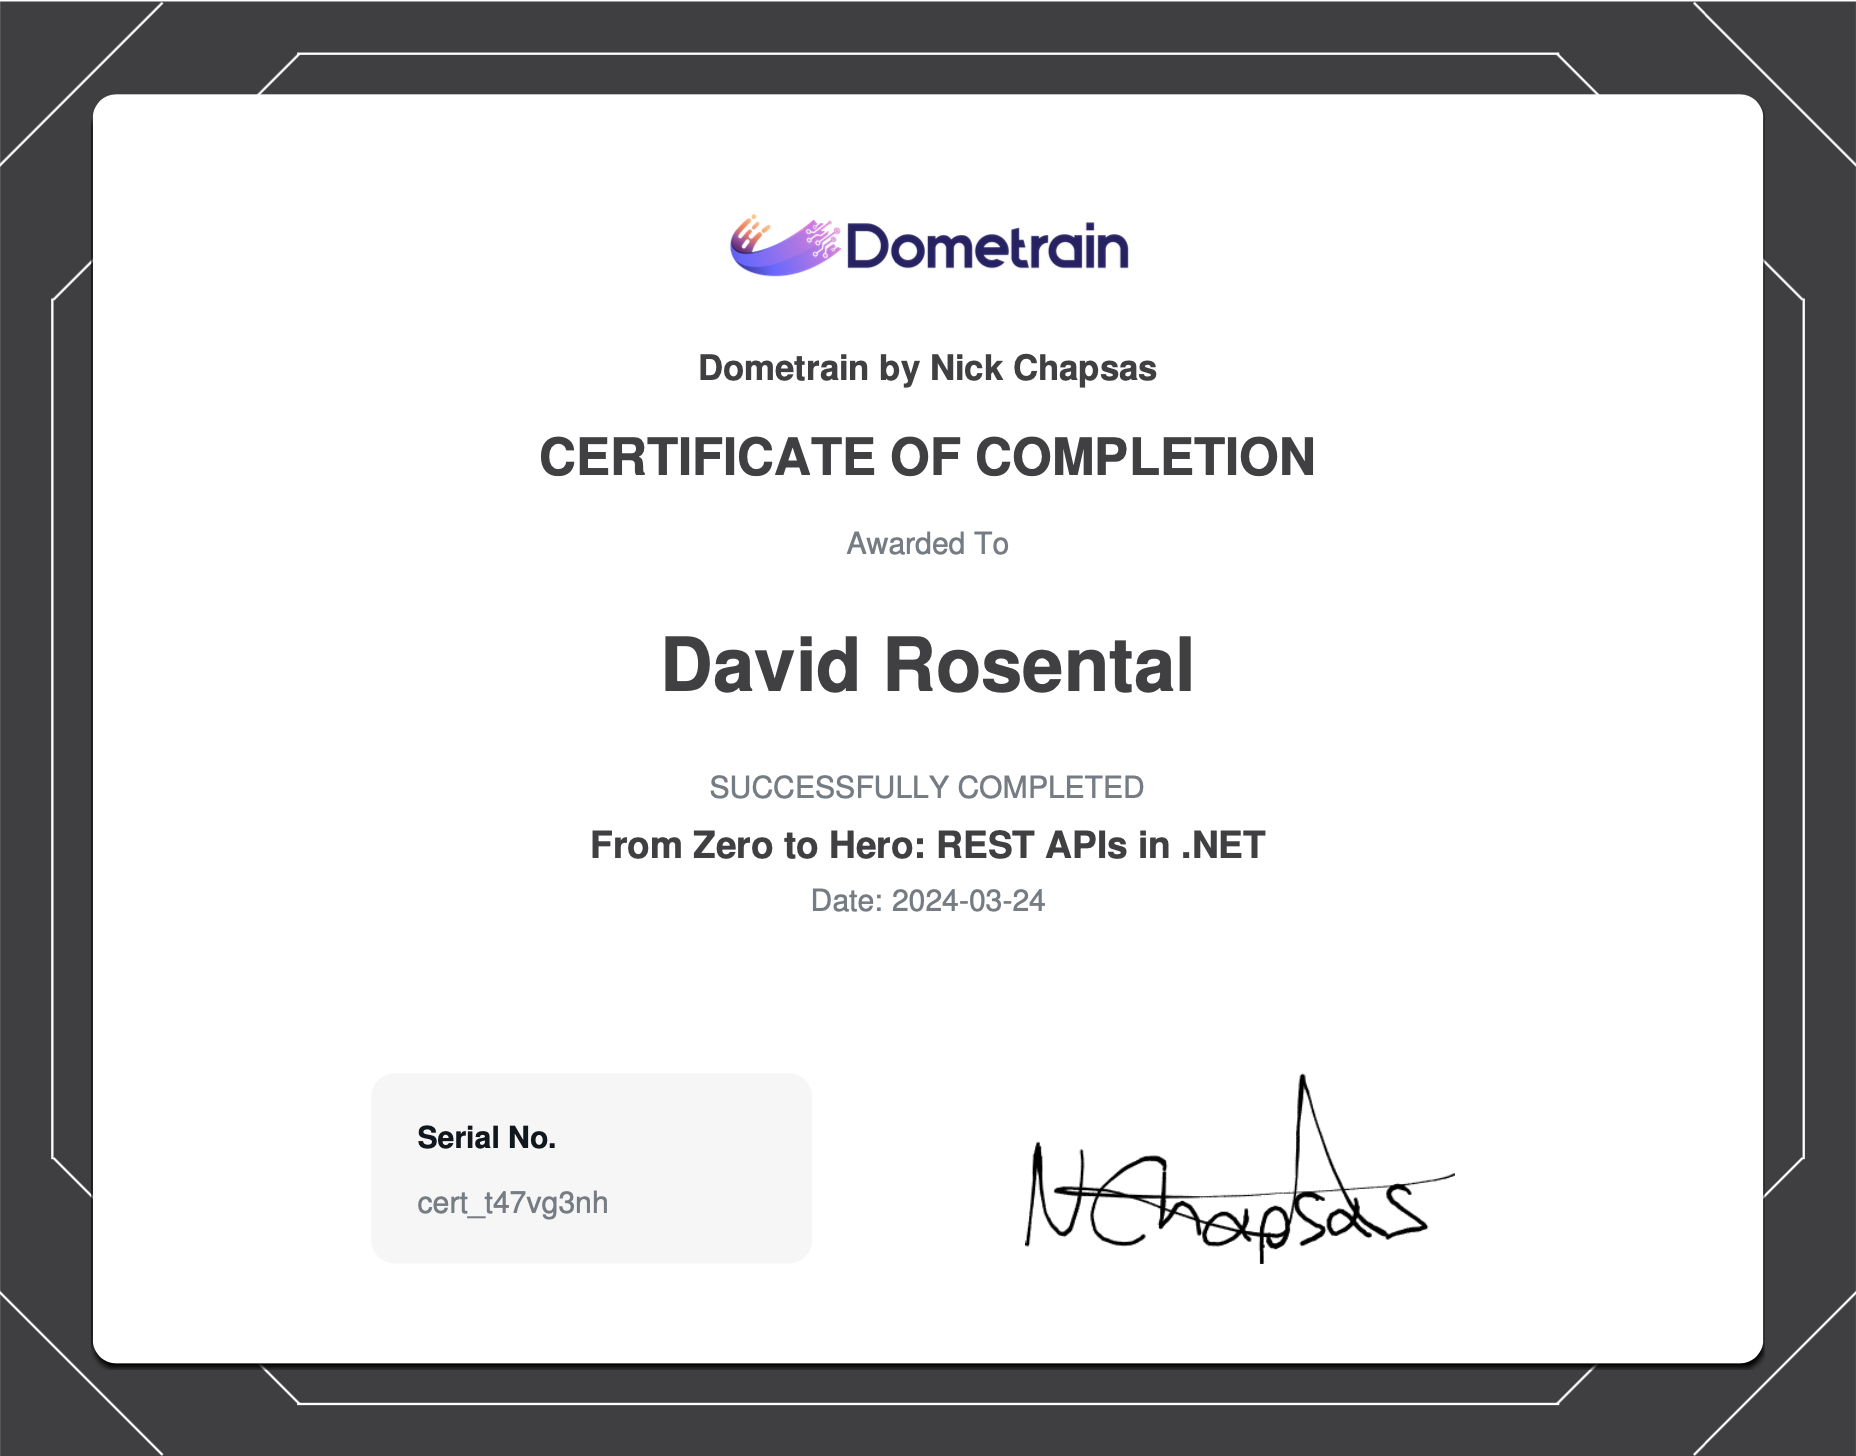 Dometrain
Dometrain by Nick Chapsas
CERTIFICATE OF COMPLETION
Awarded To
David Rosental
SUCCESSFULLY COMPLETED
From Zero to Hero: REST APIs in .NET
Date: 2024-03-24
Serial No.
cert_t47vg3nh
NChapsas